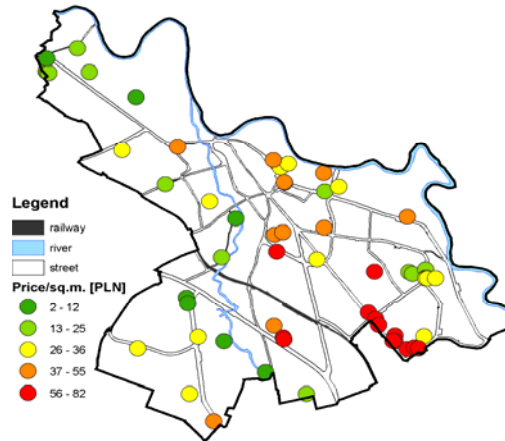 Legend
railway
river
street
Price/sq.m. [PLN]
2 - 12
13 - 25
26 - 36
37 - 55
56 - 82